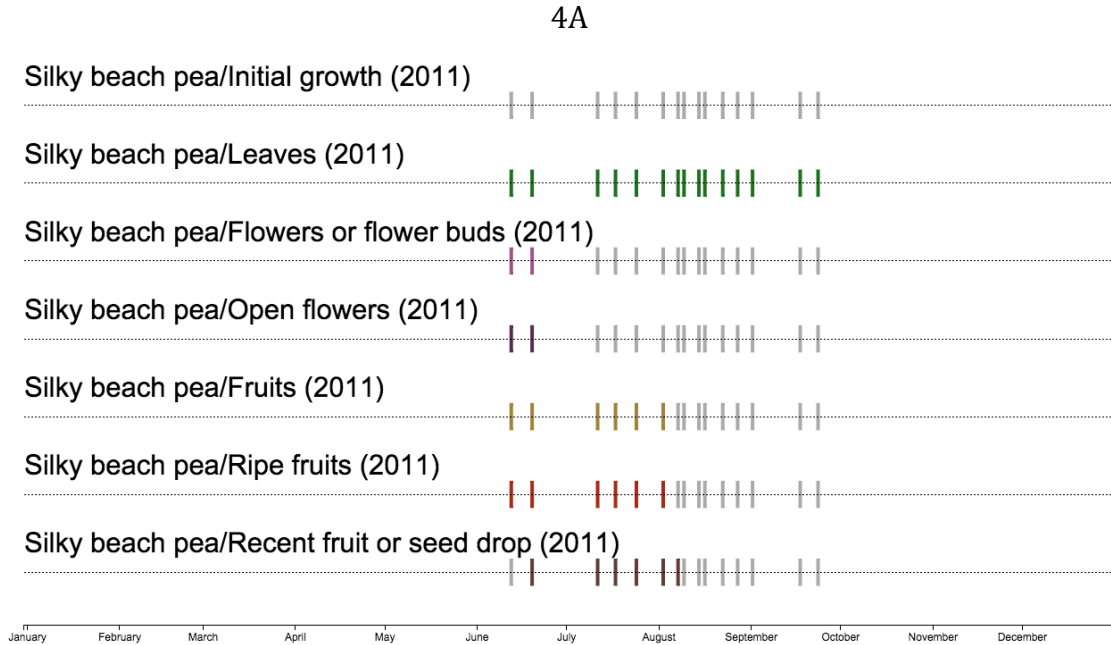 4A
Silky beach pea/Initial growth (2011)
Silky beach pea/Leaves (2011)
Silky beach pea/Flowers or flower buds (2011)
Silky beach pea/Open flowers (2011)
Silky beach pea/Fruits (2011)
Silky beach pea/Ripe fruits (2011)
Silky beach pea/Recent fruit or seed drop (2011)
January February March April May June July August September October November December